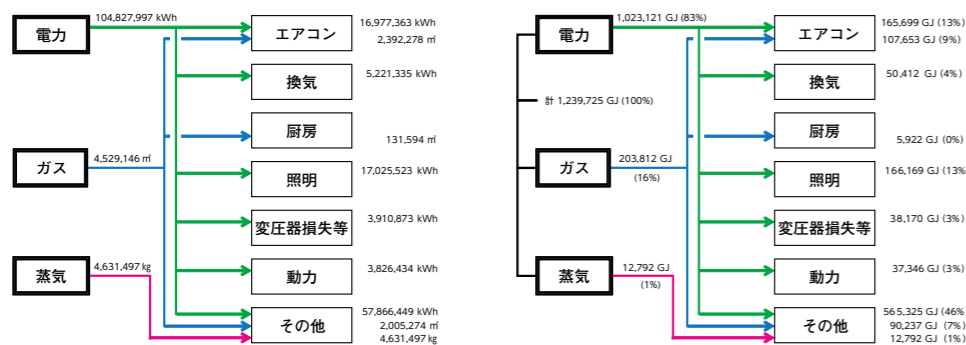 電力
104,827,997 kWh
エアコン
16,977,363 kWh
2,392,278 ㎥
換気
5,221,335 kWh
厨房
131,594 ㎥
ガス
4,529,146 ㎥
照明
17,025,523 kWh
変圧器損失等
3,910,873 kWh
蒸気
4,631,497 kg
動力
3,826,434 kWh
その他
57,866,449 kWh
2,005,274 ㎥
4,631,497 kg
電力
1,023,121 GJ (83%)
エアコン
165,699 GJ (13%)
107,653 GJ (9%)
換気
50,412 GJ (4%)
計 1,239,725 GJ (100%)
厨房
5,922 GJ (0%)
ガス
203,812 GJ
(16%)
照明
166,169 GJ (13%
変圧器損失等
38,170 GJ (3%)
蒸気
12,792 GJ
(1%)
動力
37,346 GJ (3%)
その他
565,325 GJ (46%
90,237 GJ (7%)
12,792 GJ (1%)